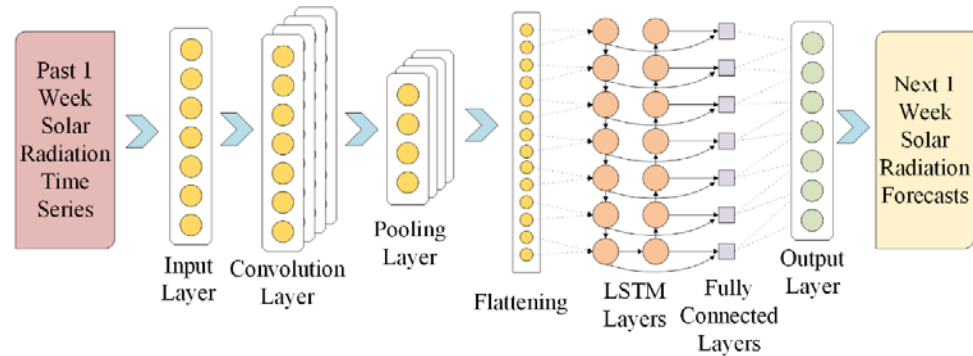 Past 1
Week
Solar
Radiation
Time
Series
Input
Layer
Convolution
Layer
Pooling
Layer
Flattening
LSTM
Layers
Fully
Connected
Layers
Output
Layer
Next 1
Week
Solar
Radiation
Forecasts